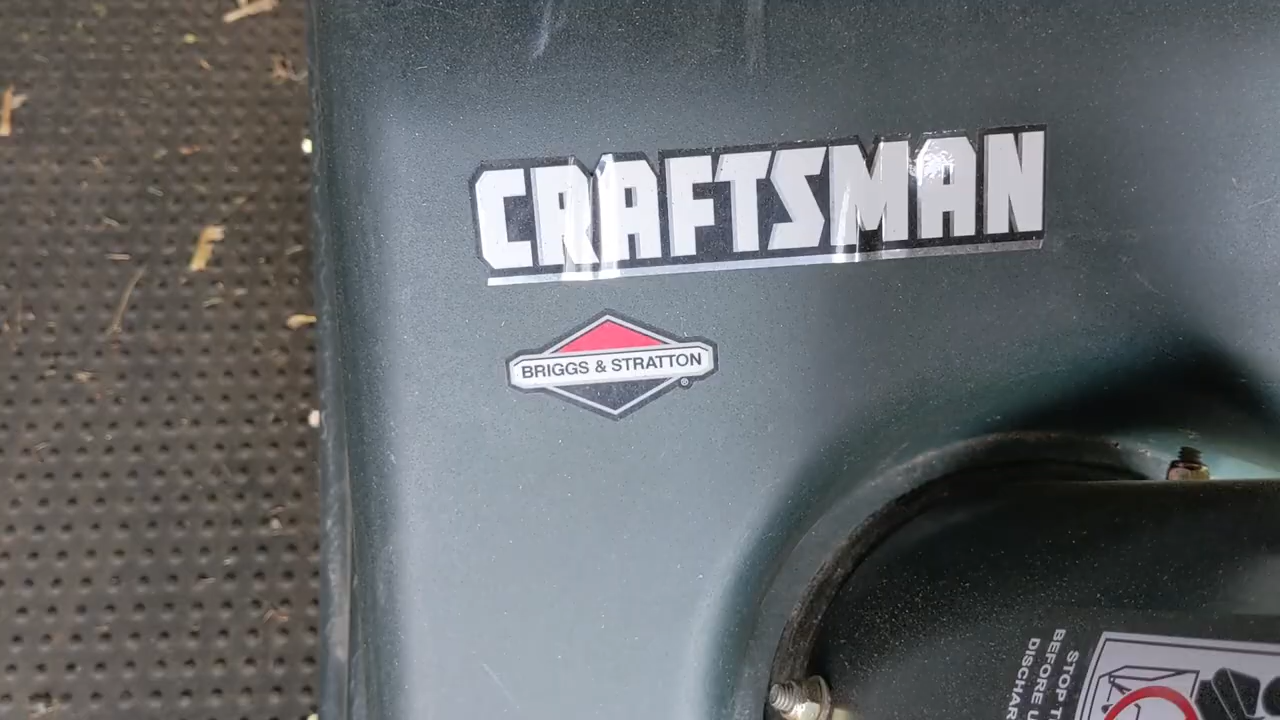 CRAFTSMAN
BRIGGS & STRATTON
®
STOP T
BEFORE U
DISCHAR